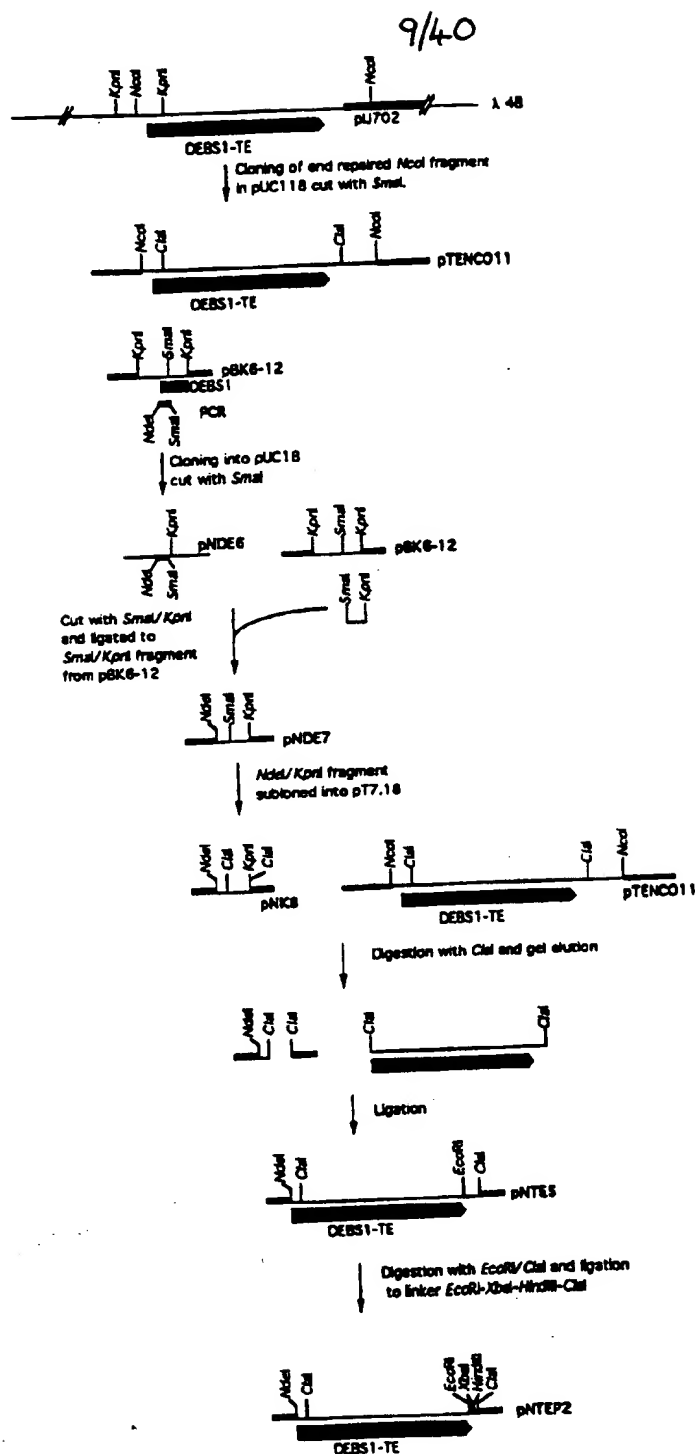 9/40
KpnI NcoI KpnI NcoI
λ 48
pIJ702
DEBS1-TE
Cloning of end repaired NcoI fragment
in pUC118 cut with SmaI.
NcoI ClaI ClaI NcoI
pTENCO11
DEBS1-TE
KpnI SmaI KpnI
pBK6-12
DEBS1
NdeI SmaI
PCR
Cloning into pUC18
cut with SmaI
KpnI
pNDE6
NdeI SmaI
KpnI SmaI KpnI
pBK6-12
SmaI KpnI
Cut with SmaI/KpnI
and ligated to
SmaI/KpnI fragment
from pBK6-12
NdeI SmaI KpnI
pNDE7
NdeI/KpnI fragment
subloned into pT7.18
NdeI ClaI KpnI ClaI
NcoI ClaI ClaI NcoI
pTENCO11
DEBS1-TE
Digestion with ClaI and gel elution
NdeI ClaI ClaI
ClaI ClaI
Ligation
NdeI ClaI EcoRI ClaI
pNTE5
DEBS1-TE
Digestion with EcoRI/ClaI and ligation
to linker EcoRI-XbaI-HindIII-ClaI
NdeI ClaI EcoRI XbaI HindIII ClaI
pNTEP2
DEBS1-TE